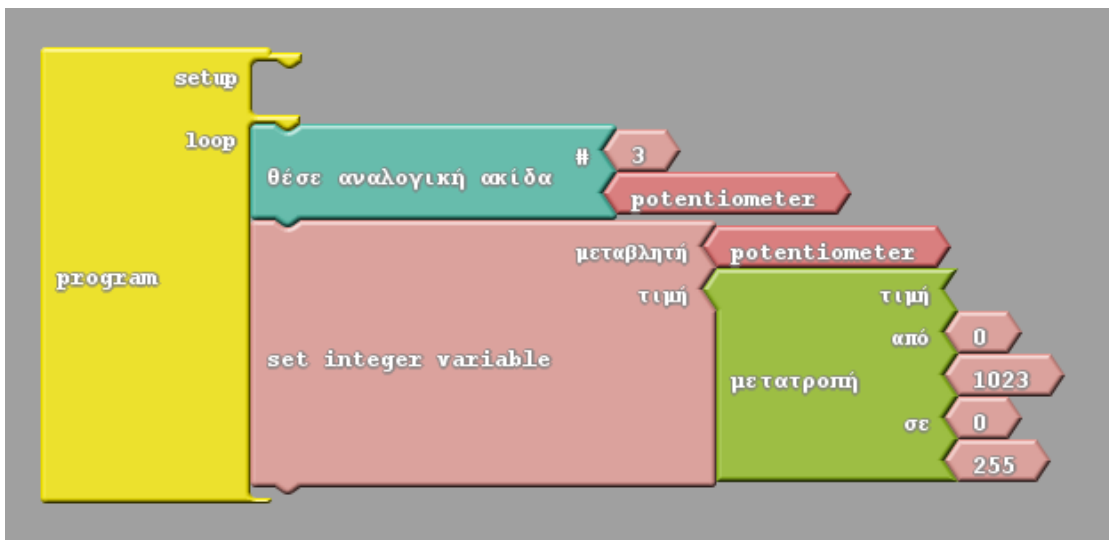 setup
loop
θέσε αναλογική ακίδα
#
3
potentiometer
program
set integer variable
μεταβλητή
potentiometer
τιμή
μετατροπή
τιμή
από
0
1023
σε
0
255